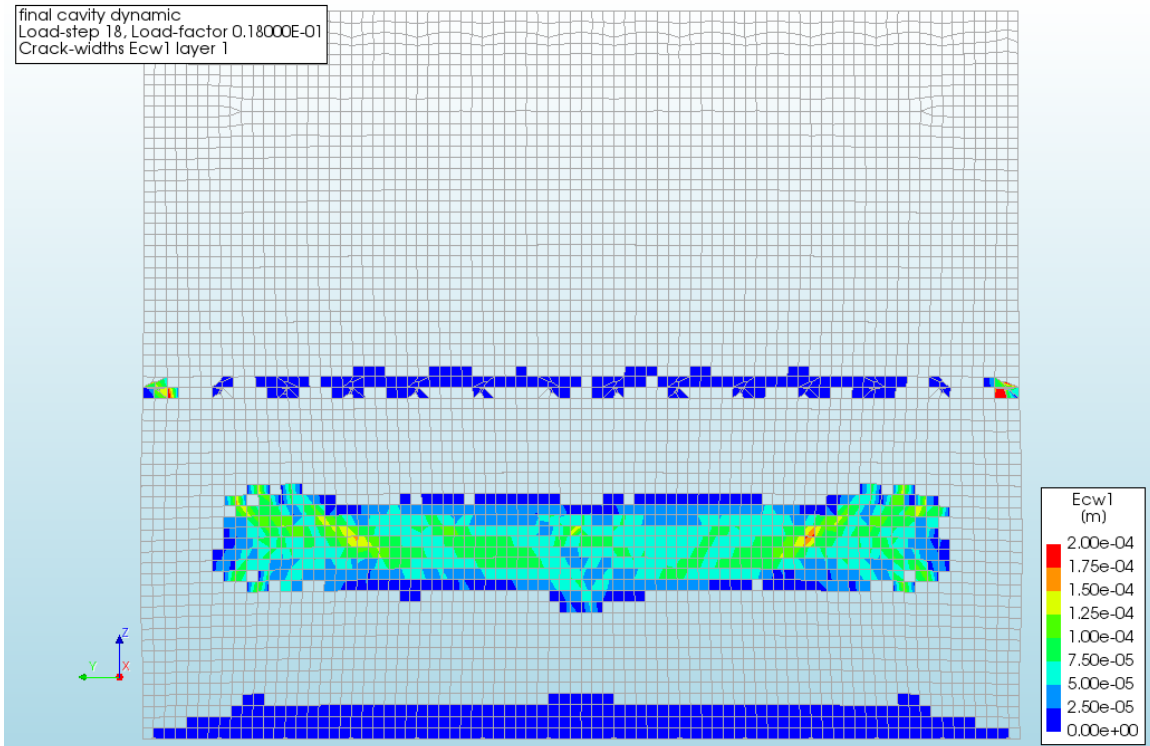 final cavity dynamic
Load-step 18, Load-factor 0.18000E-01
Crack-widths Ecw1 layer 1
Z
Y
X
Ecw1
(m)
2.00e-04
1.75e-04
1.50e-04
1.25e-04
1.00e-04
7.50e-05
5.00e-05
2.50e-05
0.00e+00